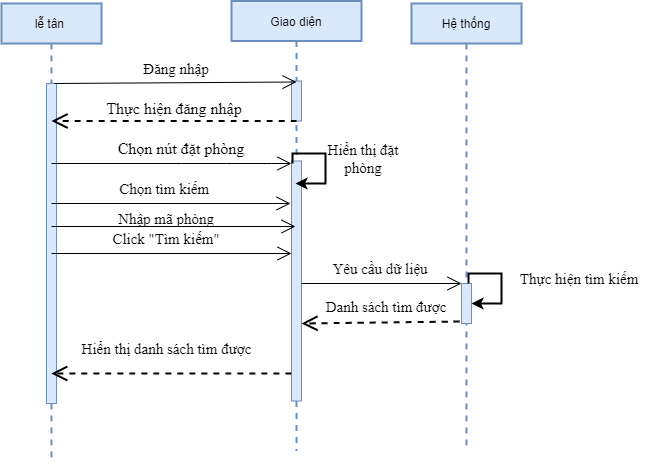 lễ tân
Giao diện
Hệ thống
Đăng nhập
Thực hiện đăng nhập
Chọn nút đặt phòng
Hiển thị đặt
phòng
Chọn tìm kiếm
Nhập mã phòng
Click "Tìm kiếm"
Yêu cầu dữ liệu
Thực hiện tìm kiếm
Danh sách tìm được
Hiển thị danh sách tìm được